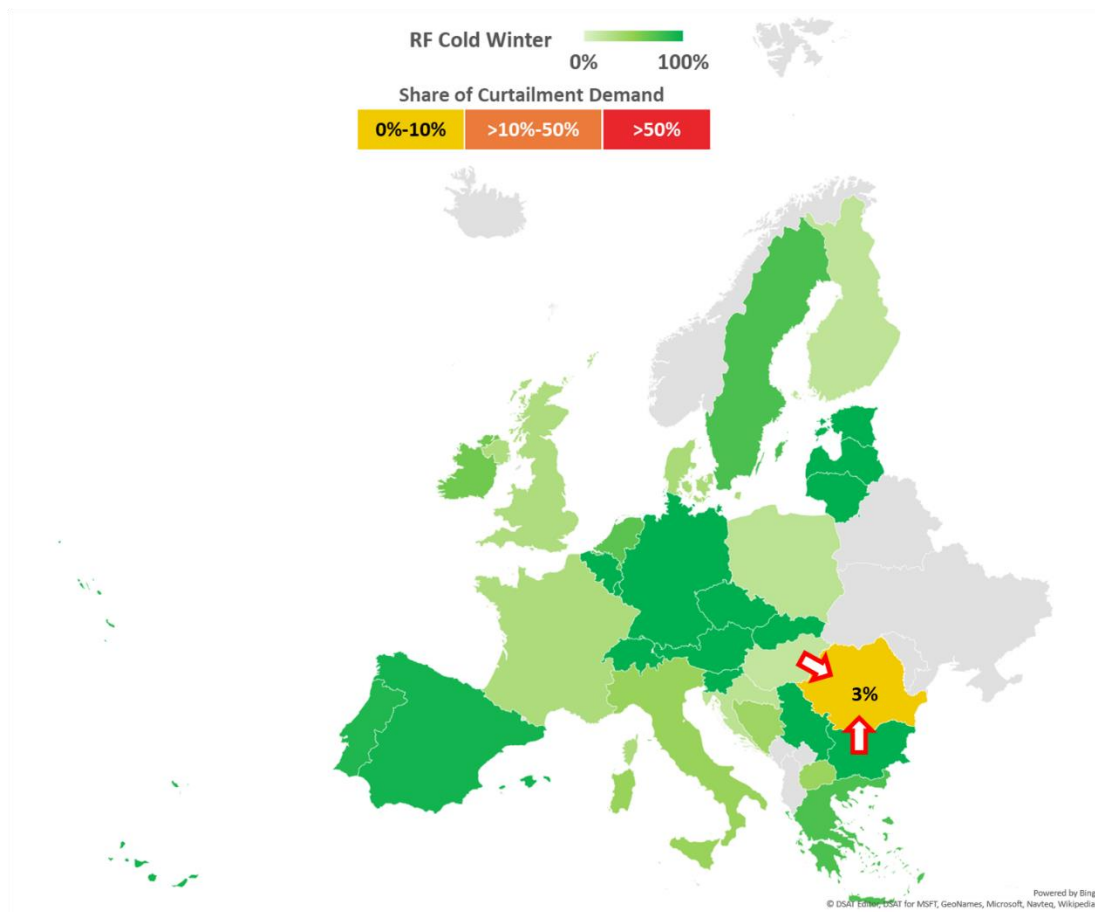 RF Cold Winter
0% 100%
Share of Curtailment Demand
0%-10% >10%-50% >50%
3%
Powered by Bing
© DSAT Editor, DSAT for MSFT, GeoNames, Microsoft, Navteq, Wikipedia